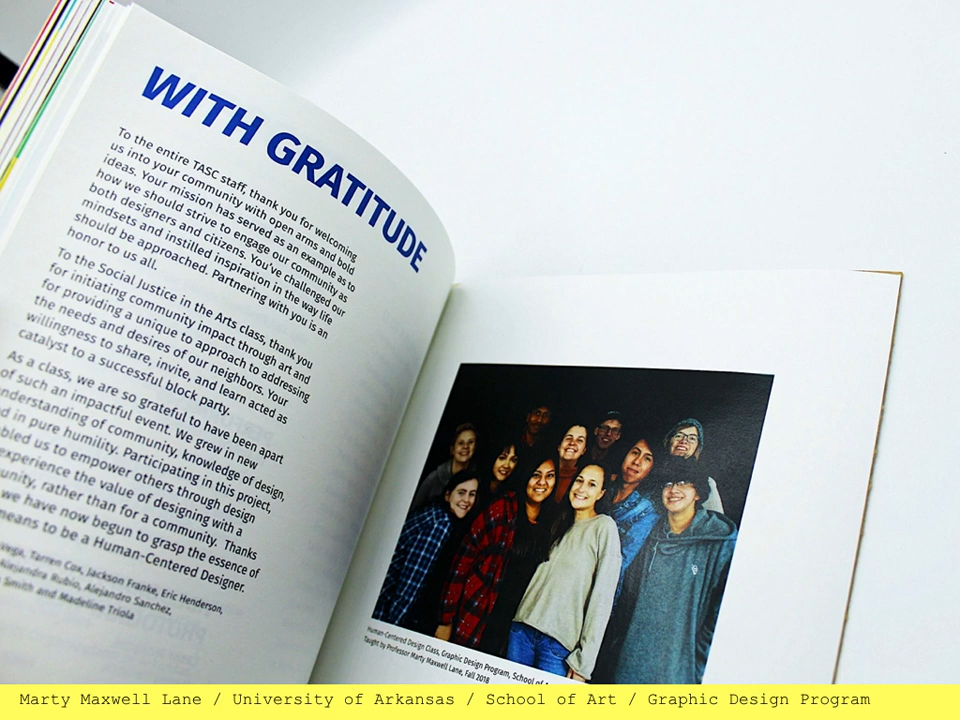 WITH GRATITUDE
To the entire TASC staff, thank you for welcoming
us into your community with open arms and bold
ideas. Your mission has served as an example as to
how we should strive to engage our community as
both designers and citizens. You've challenged our
mindsets and instilled inspiration in the way life
should be approached. Partnering with you is an
honor to us all.
To the Social Justice in the Arts class, thank you
for initiating community impact through art and
for providing a unique to approach to addressing
the needs and desires of our neighbors. Your
willingness to share, invite, and learn acted as
catalyst to a successful block party.
As a class, we are so grateful to have been apart
of such an impactful event. We grew in new
understanding of community, knowledge of design,
in pure humility. Participating in this project,
us to empower others through design
experience the value of designing with a
rather than for a community. Thanks
we have now begun to grasp the essence of
means to be a Human-Centered Designer.
Vega, Tarren Cox, Jackson Franke, Eric Henderson,
Alejandra Rubio, Alejandro Sanchez,
Smith and Madeline Triola
Human-Centered Design Class, Graphic Design Program, School of
Taught by Professor Marty Maxwell Lane, Fall 2018
Marty Maxwell Lane / University of Arkansas / School of Art / Graphic Design Program